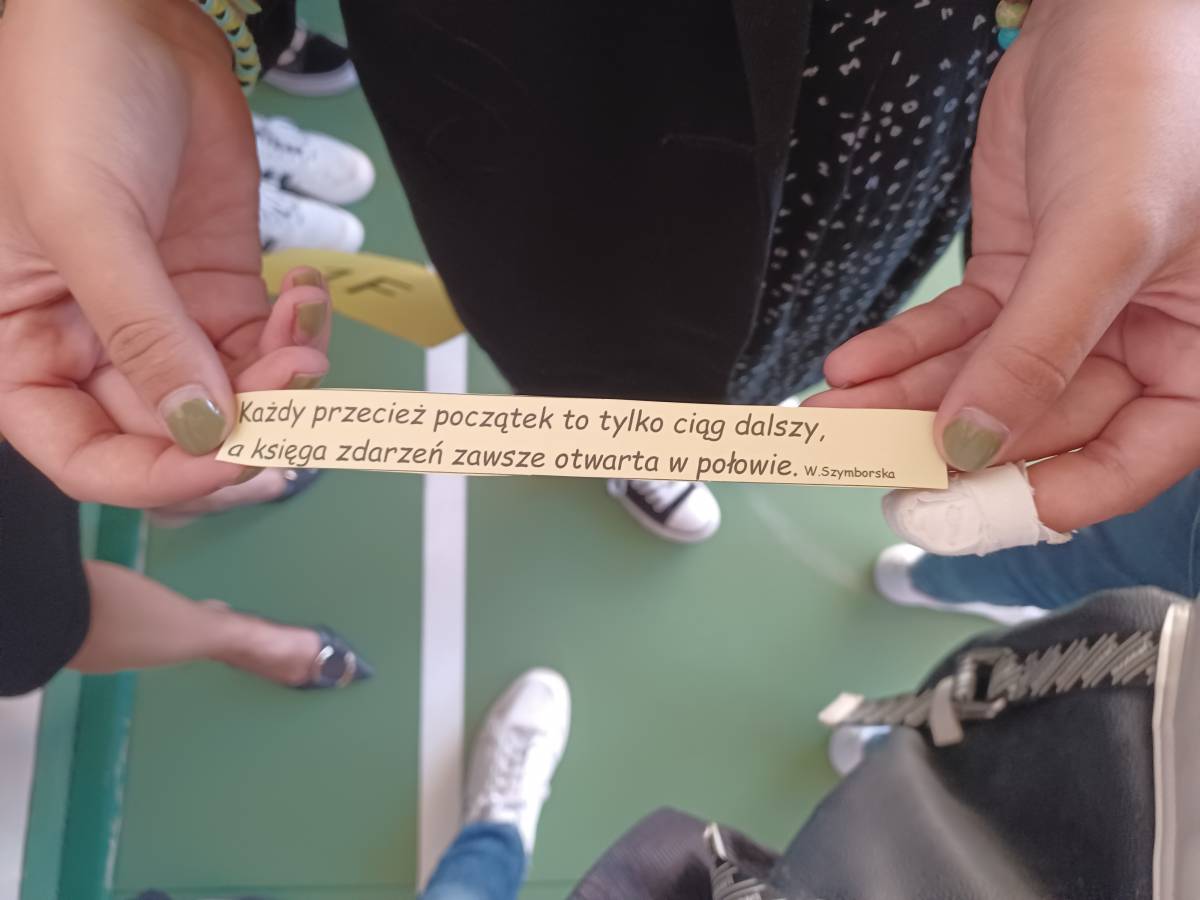 Każdy przecież początek to tylko ciąg dalszy,
a księga zdarzeń zawsze otwarta w połowie. W.Szymborska